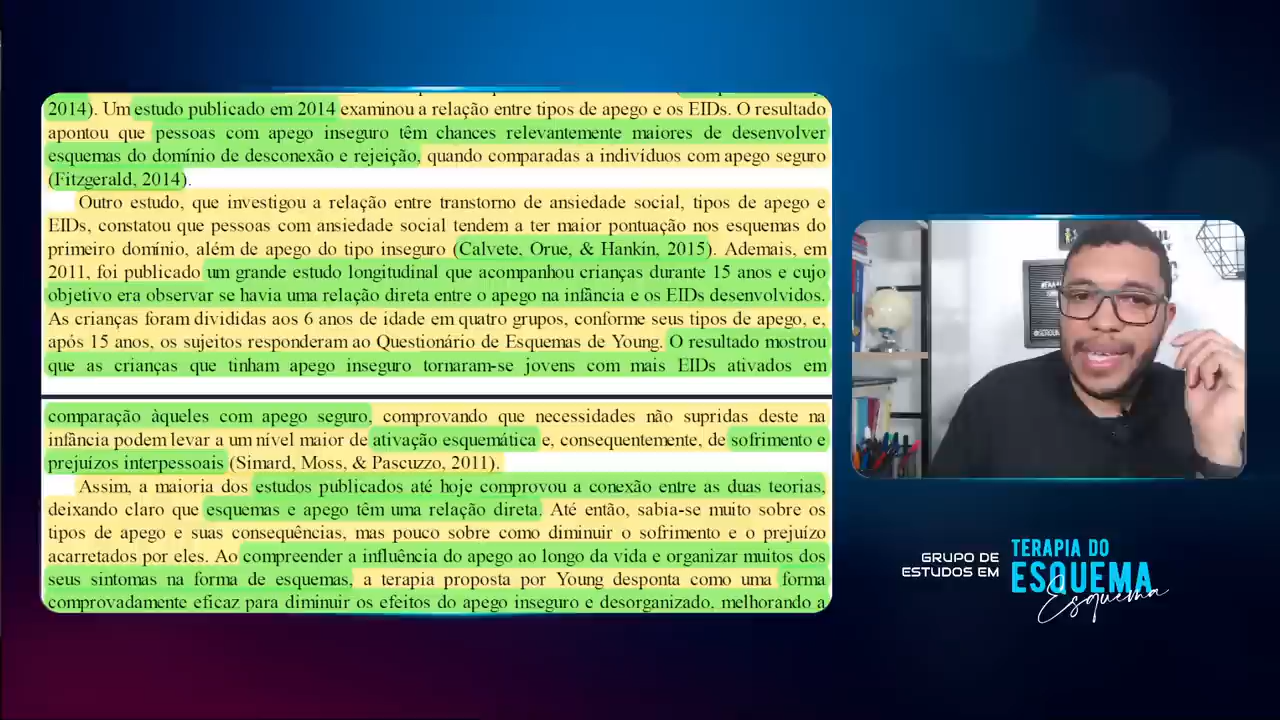 2014). Um estudo publicado em 2014 examinou a relação entre tipos de apego e os EIDs. O resultado
apontou que pessoas com apego inseguro têm chances relevantemente maiores de desenvolver
esquemas do domínio de desconexão e rejeição, quando comparadas a indivíduos com apego seguro
(Fitzgerald, 2014).
Outro estudo, que investigou a relação entre transtorno de ansiedade social, tipos de apego e
EIDs, constatou que pessoas com ansiedade social tendem a ter maior pontuação nos esquemas do
primeiro domínio, além de apego do tipo inseguro (Calvete, Orue, & Hankin, 2015). Ademais, em
2011, foi publicado um grande estudo longitudinal que acompanhou crianças durante 15 anos e cujo
objetivo era observar se havia uma relação direta entre o apego na infância e os EIDs desenvolvidos.
As crianças foram divididas aos 6 anos de idade em quatro grupos, conforme seus tipos de apego, e,
após 15 anos, os sujeitos responderam ao Questionário de Esquemas de Young. O resultado mostrou
que as crianças que tinham apego inseguro tornaram-se jovens com mais EIDs ativados em
comparação àqueles com apego seguro, comprovando que necessidades não supridas deste na
infância podem levar a um nível maior de ativação esquemática e, consequentemente, de sofrimento e
prejuízos interpessoais (Simard, Moss, & Pascuzzo, 2011).
Assim, a maioria dos estudos publicados até hoje comprovou a conexão entre as duas teorias,
deixando claro que esquemas e apego têm uma relação direta. Até então, sabia-se muito sobre os
tipos de apego e suas consequências, mas pouco sobre como diminuir o sofrimento e o prejuízo
acarretados por eles. Ao compreender a influência do apego ao longo da vida e organizar muitos dos
seus sintomas na forma de esquemas, a terapia proposta por Young desponta como uma forma
comprovadamente eficaz para diminuir os efeitos do apego inseguro e desorganizado, melhorando a
GRUPO DE
ESTUDOS EM
TERAPIA DO
ESQUEMA
Esquema